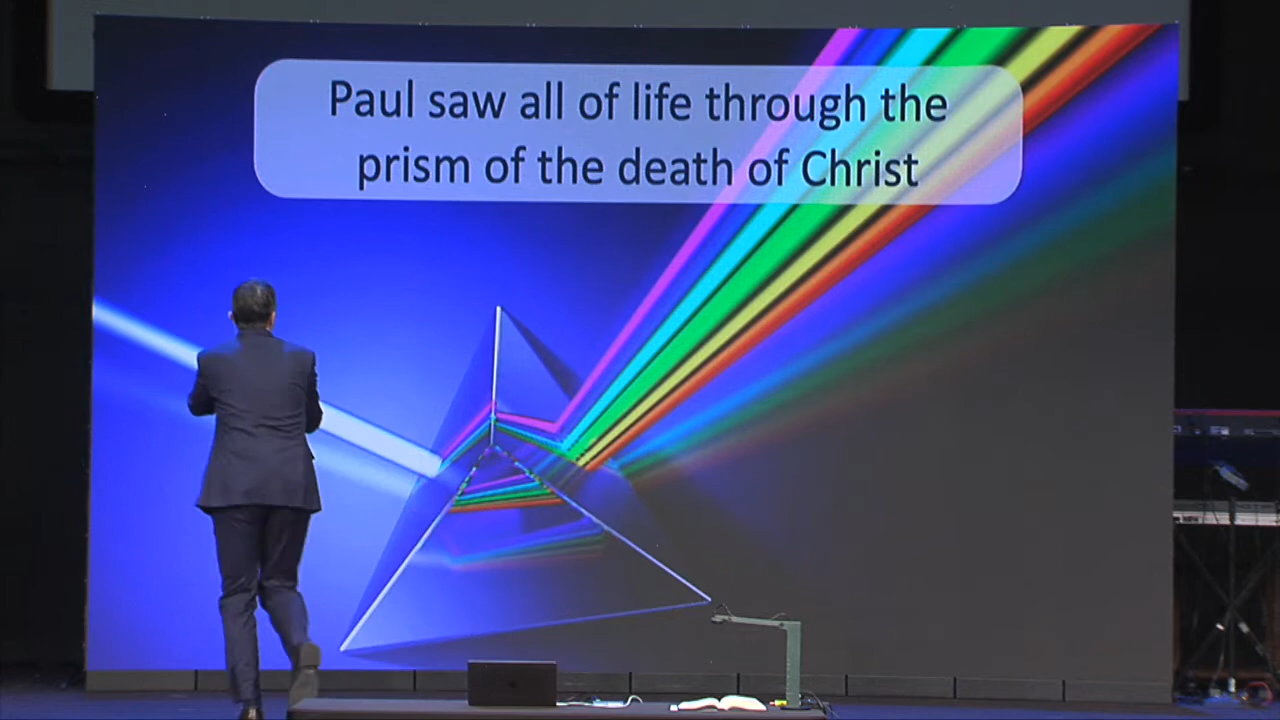 Paul saw all of life through the
prism of the death of Christ